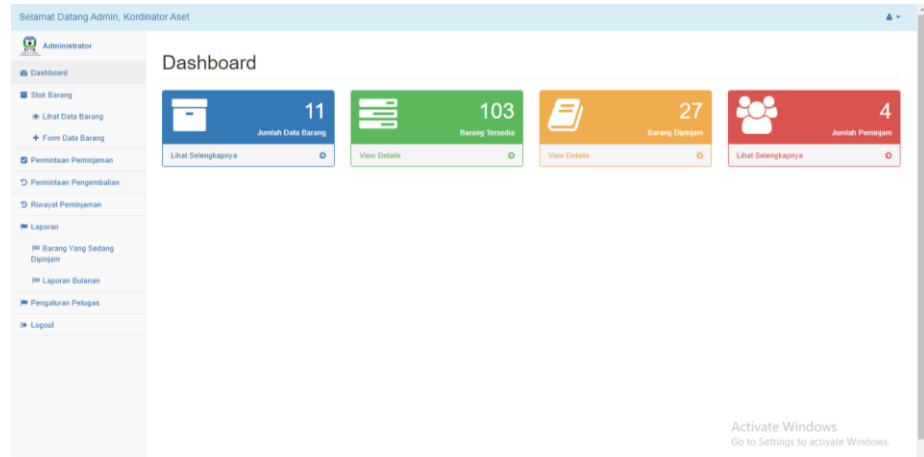 Selamat Datang Admin, Kordinator Aset
Administrator
Dashboard
Stok Barang
Lihat Data Barang
Form Data Barang
Permintaan Peminjaman
Permintaan Pengembalian
Riwayat Peminjaman
Laporan
Barang Yang Sedang
Dipinjam
Laporan Bulanan
Pengaturan Petugas
Logout
Dashboard
11
Jumlah Data Barang
Lihat Selengkapnya
103
Barang Tersedia
View Details
27
Barang Dipinjam
View Details
4
Jumlah Peminjam
Lihat Selengkapnya
Activate Windows
Go to Settings to activate Windows.